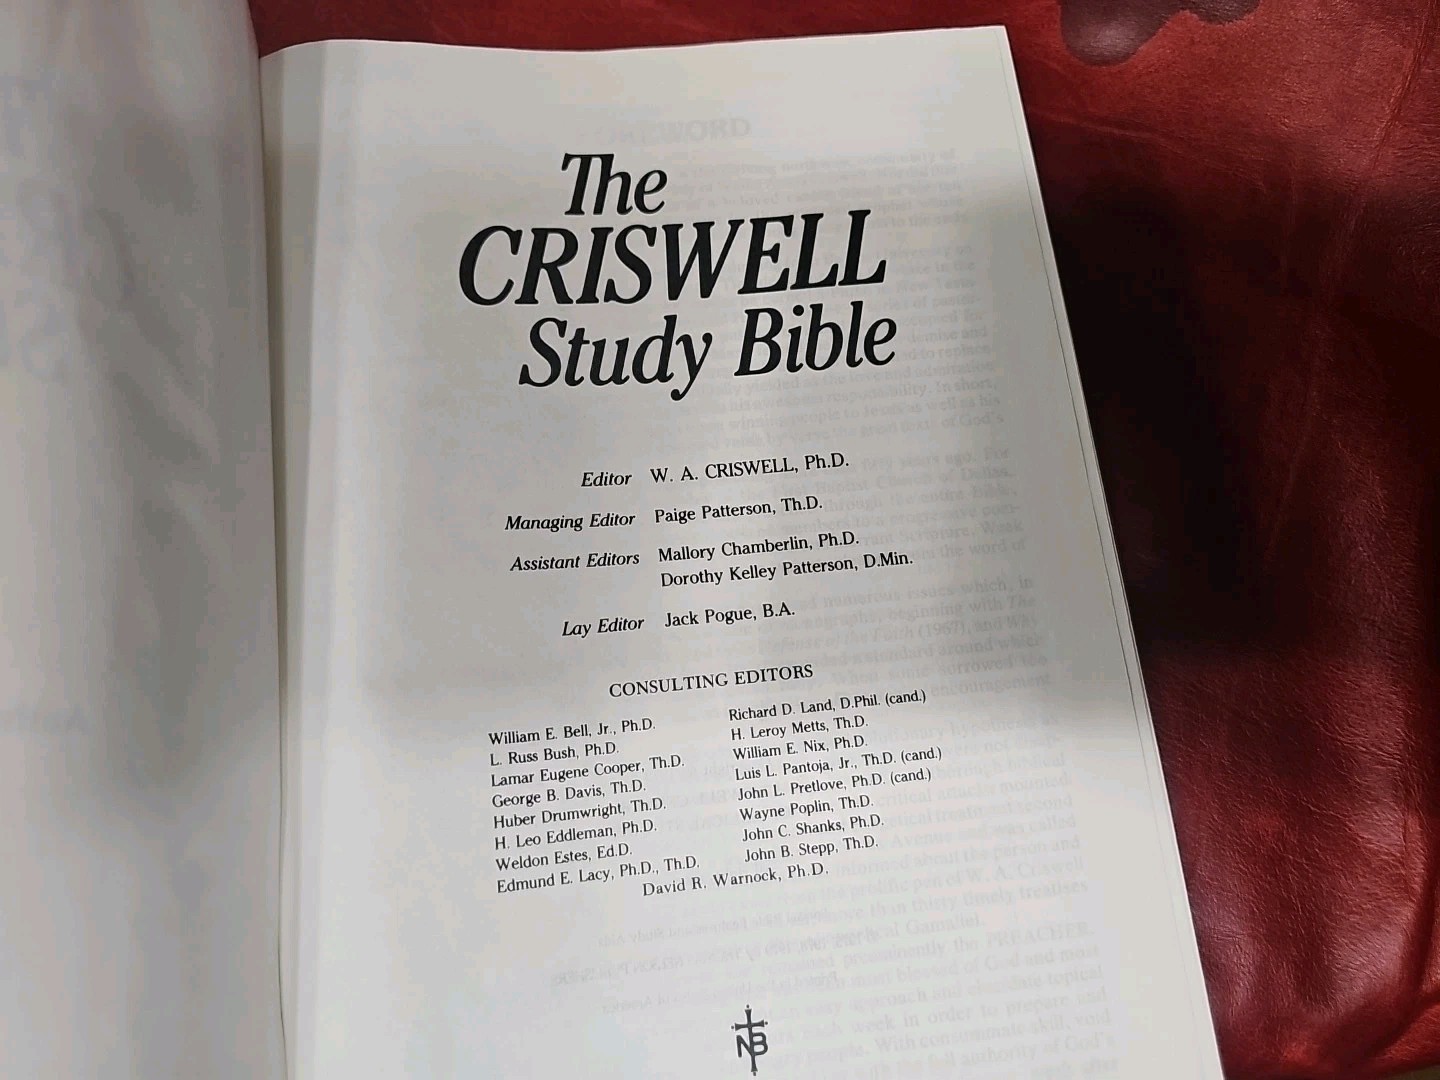 The
CRISWELL
Study Bible
Editor W. A. CRISWELL, Ph.D.
Managing Editor Paige Patterson, Th.D.
Assistant Editors Mallory Chamberlin, Ph.D.
Dorothy Kelley Patterson, D.Min.
Lay Editor Jack Pogue, B.A.
CONSULTING EDITORS
William E. Bell, Jr., Ph.D.
L. Russ Bush, Ph.D.
Lamar Eugene Cooper, Th.D.
George B. Davis, Th.D.
Huber Drumwright, Th.D.
H. Leo Eddleman, Ph.D.
Weldon Estes, Ed.D.
Edmund E. Lacy, Ph.D., Th.D.
Richard D. Land, D.Phil. (cand.)
H. Leroy Metts, Th.D.
William E. Nix, Ph.D.
Luis L. Pantoja, Jr., Th.D. (cand.)
John L. Pretlove, Ph.D. (cand.)
Wayne Poplin, Th.D.
John C. Shanks, Ph.D.
John B. Stepp, Th.D.
David R. Warnock, Ph.D.
NB